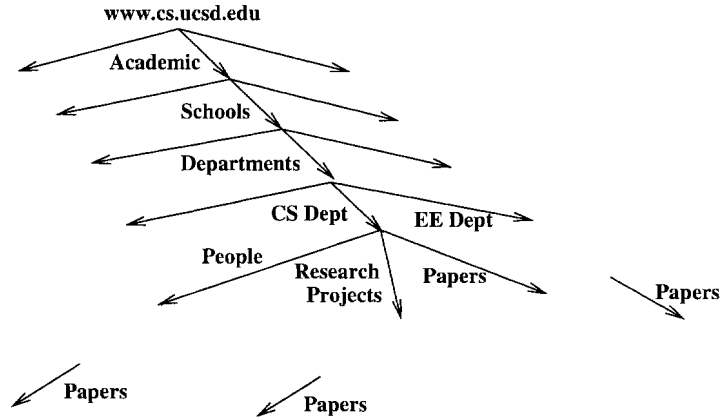 www.cs.ucsd.edu
Academic
Schools
Departments
CS Dept
EE Dept
People
Research
Projects
Papers
Papers
Papers
Papers